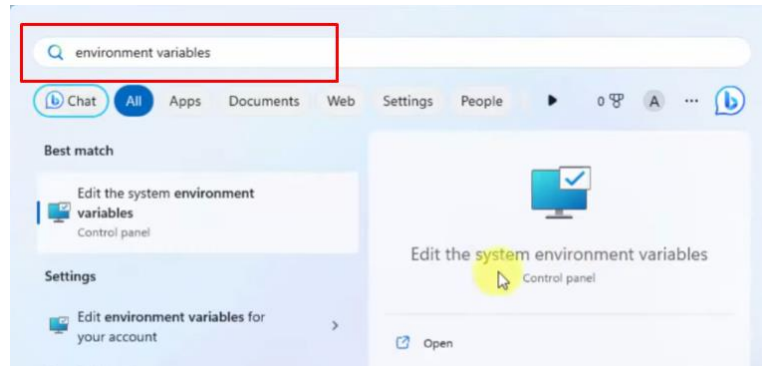 environment variables
Chat All Apps Documents Web Settings People 0 A ...
Best match
Edit the system environment
variables
Control panel
Settings
Edit environment variables for
your account
Edit the system environment variables
Control panel
Open